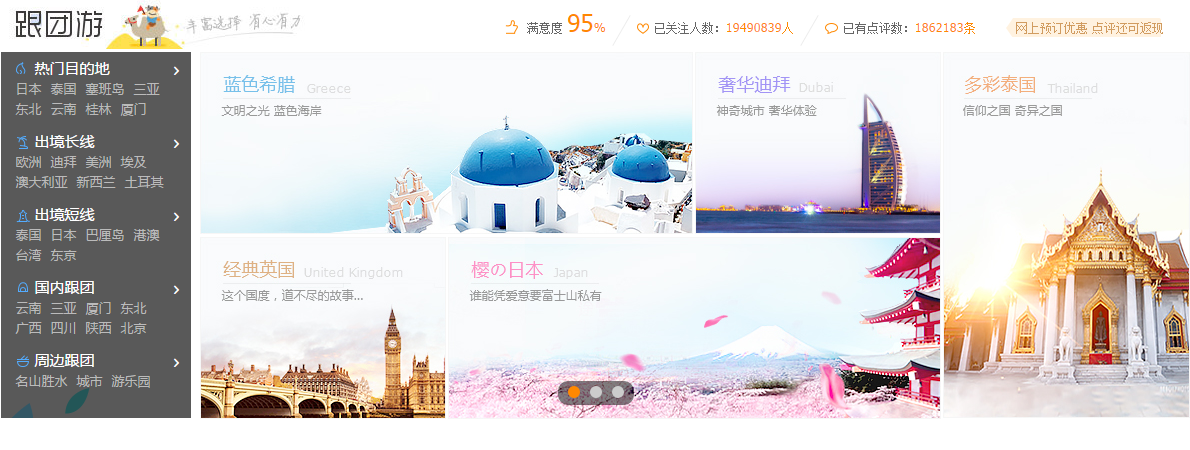 跟团游
丰富选择 有心有力
满意度 95%
已关注人数：19490839人
已有点评数：1862183条
网上预订优惠 点评还可返现
热门目的地
日本 泰国 塞班岛 三亚
东北 云南 桂林 厦门
出境长线
欧洲 迪拜 美洲 埃及
澳大利亚 新西兰 土耳其
出境短线
泰国 日本 巴厘岛 港澳
台湾 东京
国内跟团
云南 三亚 厦门 东北
广西 四川 陕西 北京
周边跟团
名山胜水 城市 游乐园
蓝色希腊 Greece
文明之光 蓝色海岸
奢华迪拜 Dubai
神奇城市 奢华体验
多彩泰国 Thailand
信仰之国 奇异之国
经典英国 United Kingdom
这个国度，道不尽的故事...
樱の日本 Japan
谁能凭爱意要富士山私有